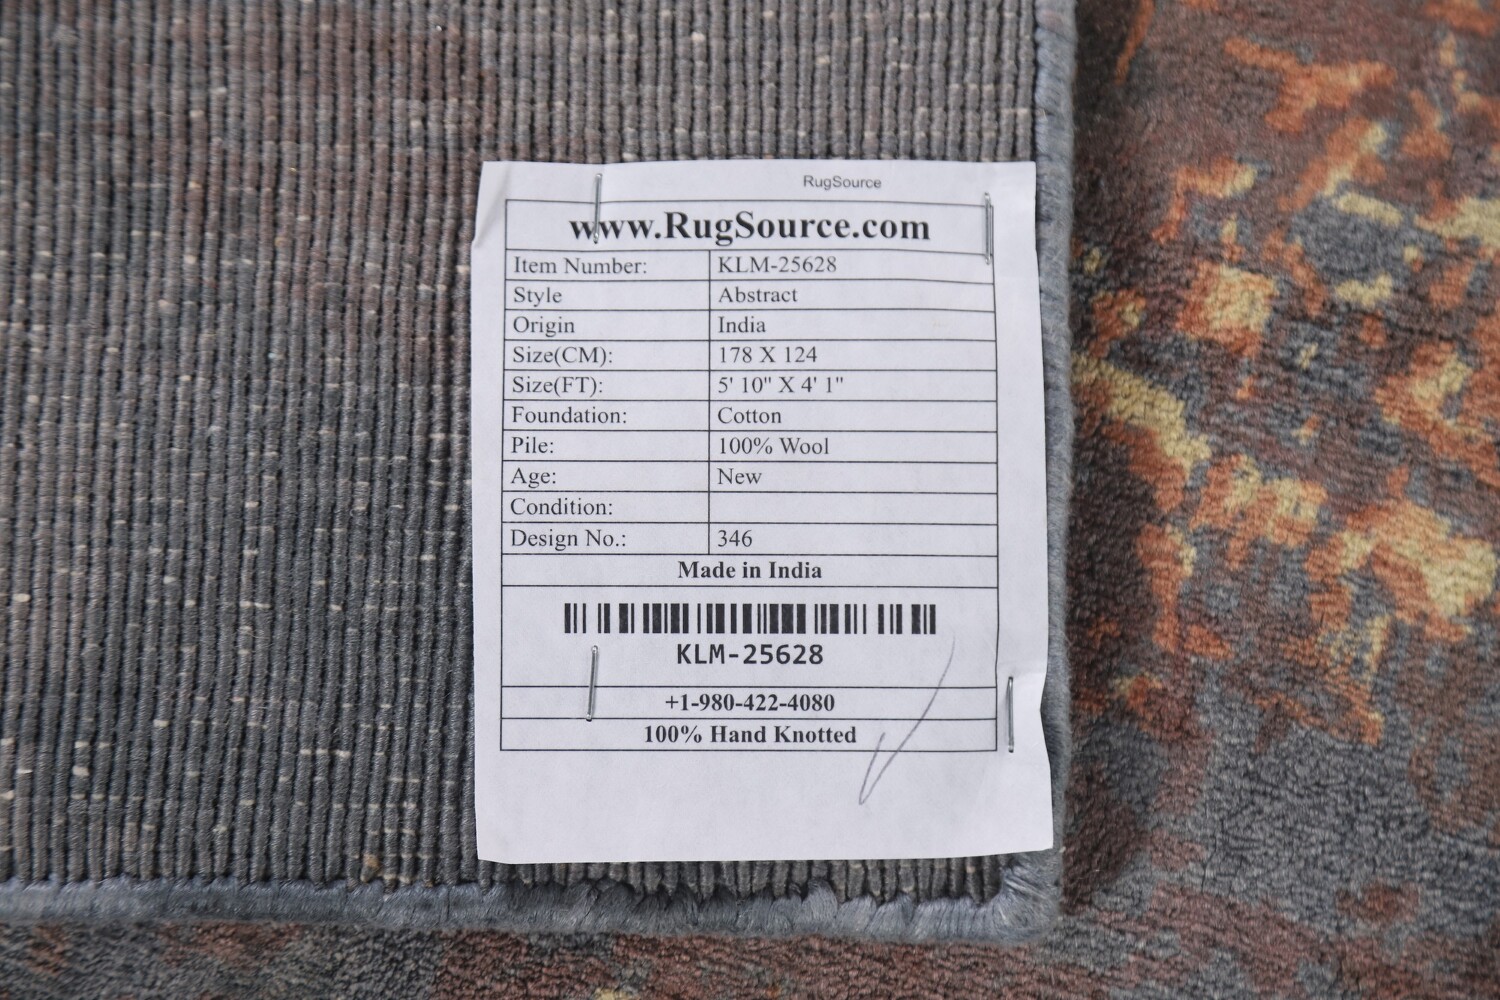 RugSource
www.RugSource.com
Item Number: KLM-25628
Style Abstract
Origin India
Size(CM): 178 X 124
Size(FT): 5' 10" X 4' 1"
Foundation: Cotton
Pile: 100% Wool
Age: New
Condition:
Design No.: 346
Made in India
KLM-25628
+1-980-422-4080
100% Hand Knotted